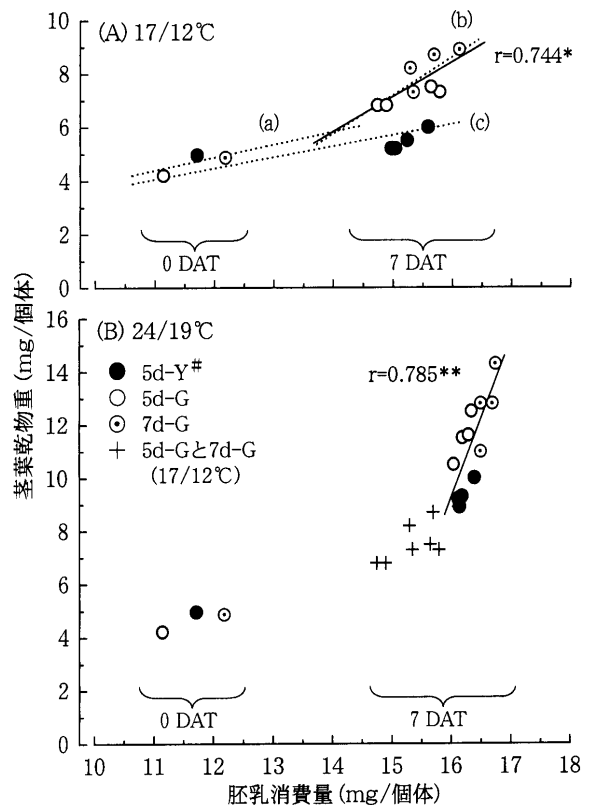 (A) 17/12℃
(b)
r=0.744*
(a)
(c)
10
8
6
4
2
0
0 DAT
7 DAT
茎葉乾物重(mg/個体)
(B) 24/19℃
5d-Y#
5d-G
7d-G
5d-Gと7d-G
(17/12℃)
r=0.785**
16
14
12
10
8
6
4
2
0
0 DAT
7 DAT
10 11 12 13 14 15 16 17 18
胚乳消費量(mg/個体)